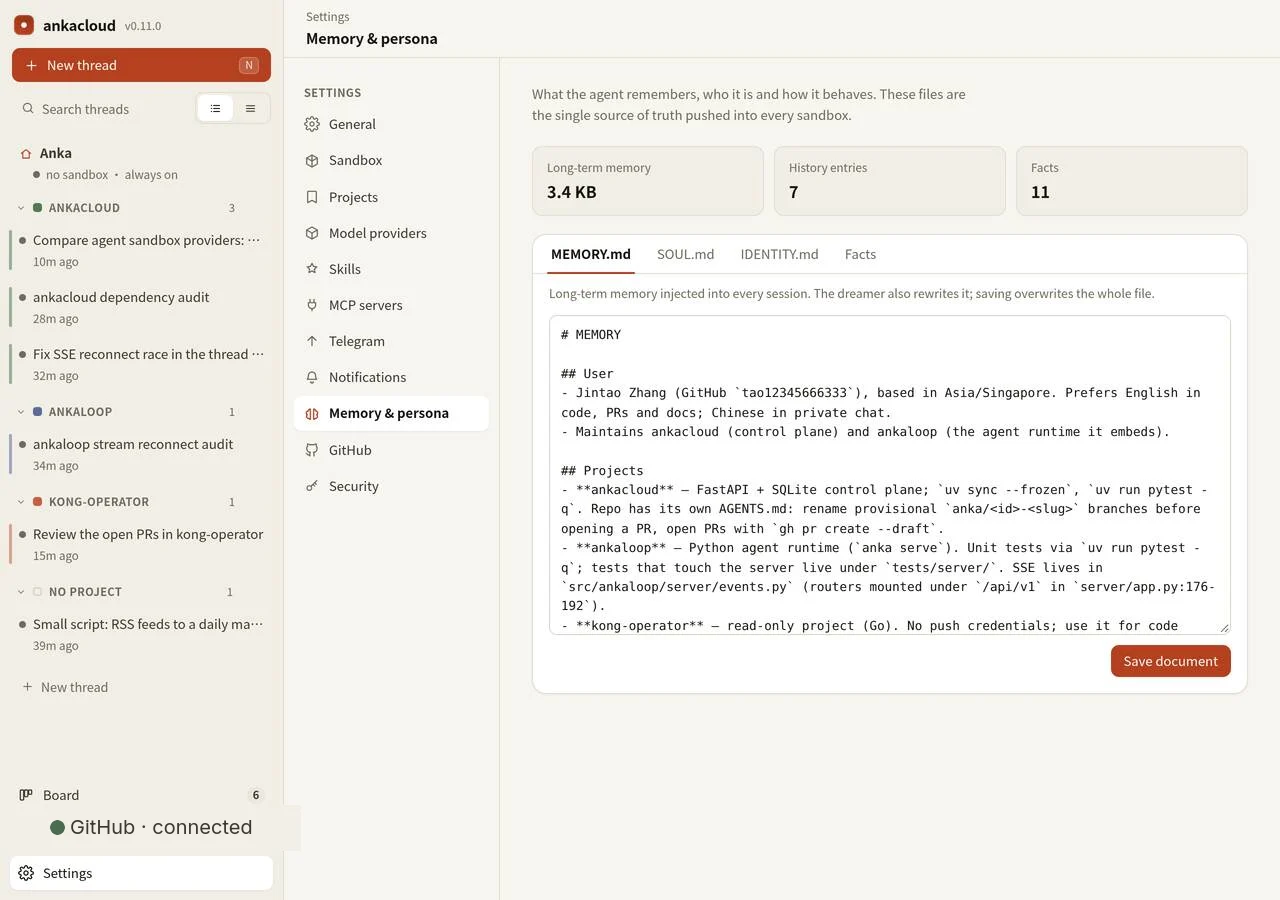 ankacloud v0.11.0
New thread N
Search threads
Anka
no sandbox · always on
ANKACLOUD 3
Compare agent sandbox providers: ···
10m ago
ankacloud dependency audit
28m ago
Fix SSE reconnect race in the thread ···
32m ago
ANKALOOP 1
ankaloop stream reconnect audit
34m ago
KONG-OPERATOR 1
Review the open PRs in kong-operator
15m ago
NO PROJECT 1
Small script: RSS feeds to a daily ma···
39m ago
New thread
Board 6
GitHub · connected
Settings
Settings
Memory & persona
SETTINGS
General
Sandbox
Projects
Model providers
Skills
MCP servers
Telegram
Notifications
Memory & persona
GitHub
Security
What the agent remembers, who it is and how it behaves. These files are
the single source of truth pushed into every sandbox.
Long-term memory
3.4 KB
History entries
7
Facts
11
MEMORY.md SOUL.md IDENTITY.md Facts
Long-term memory injected into every session. The dreamer also rewrites it; saving overwrites the whole file.
# MEMORY
## User
- Jintao Zhang (GitHub `tao12345666333`), based in Asia/Singapore. Prefers English in
code, PRs and docs; Chinese in private chat.
- Maintains ankacloud (control plane) and ankaloop (the agent runtime it embeds).
## Projects
- **ankacloud** — FastAPI + SQLite control plane; `uv sync --frozen`, `uv run pytest -
q`. Repo has its own AGENTS.md: rename provisional `anka/<id>-<slug>` branches before
opening a PR, open PRs with `gh pr create --draft`.
- **ankaloop** — Python agent runtime (`anka serve`). Unit tests via `uv run pytest -
q`; tests that touch the server live under `tests/server/`. SSE lives in
`src/ankaloop/server/events.py` (routers mounted under `/api/v1` in `server/app.py:176-
192`).
- **kong-operator** — read-only project (Go). No push credentials; use it for code
Save document